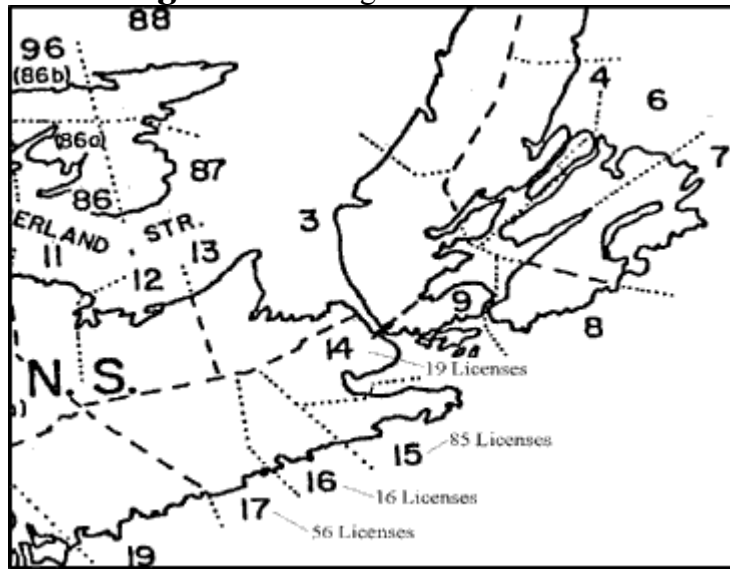 88
96
(86b)
4
6
(86a)
7
87
86
3
ERLAND STR.
11
13
12
9
8
14
19 Licenses
N. S.
15
85 Licenses
16
16 Licenses
17
56 Licenses
19